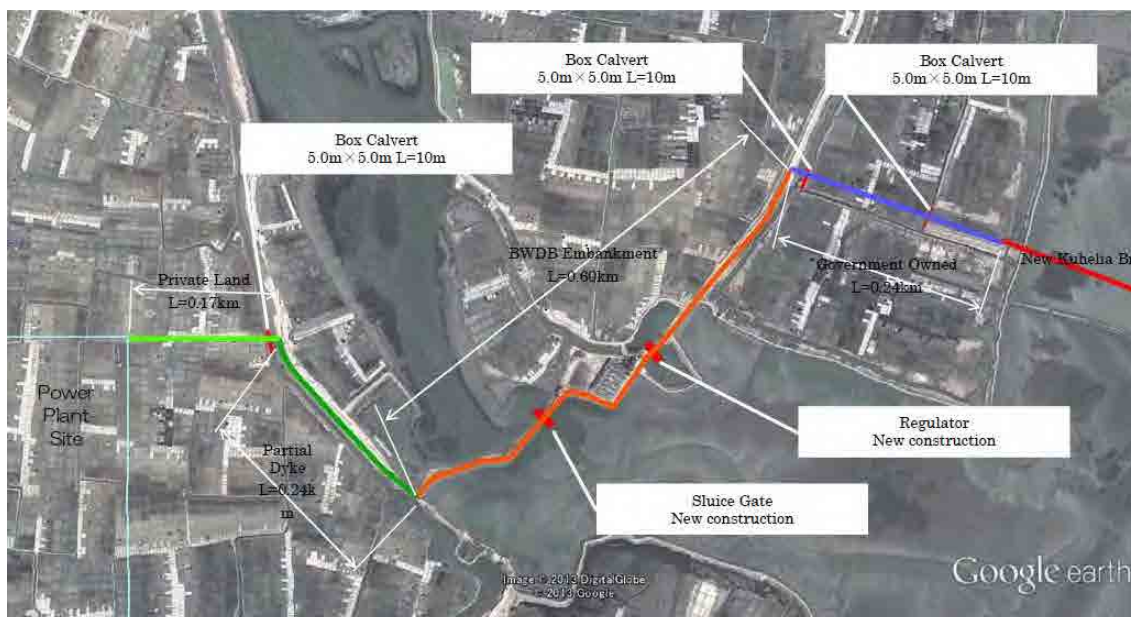 Box Calvert
5.0m×5.0m L=10m
Box Calvert
5.0m×5.0m L=10m
Box Calvert
5.0m×5.0m L=10m
BWDB Embankment
L=0.60km
Private Land
L=0.17km
Government Owned
L=0.24km
New Kuhelia Br
Power
Plant
Site
Partial
Dyke
L=0.24k
m
Regulator
New construction
Sluice Gate
New construction
Image © 2013 DigitalGlobe
© 2013 Google
Google earth